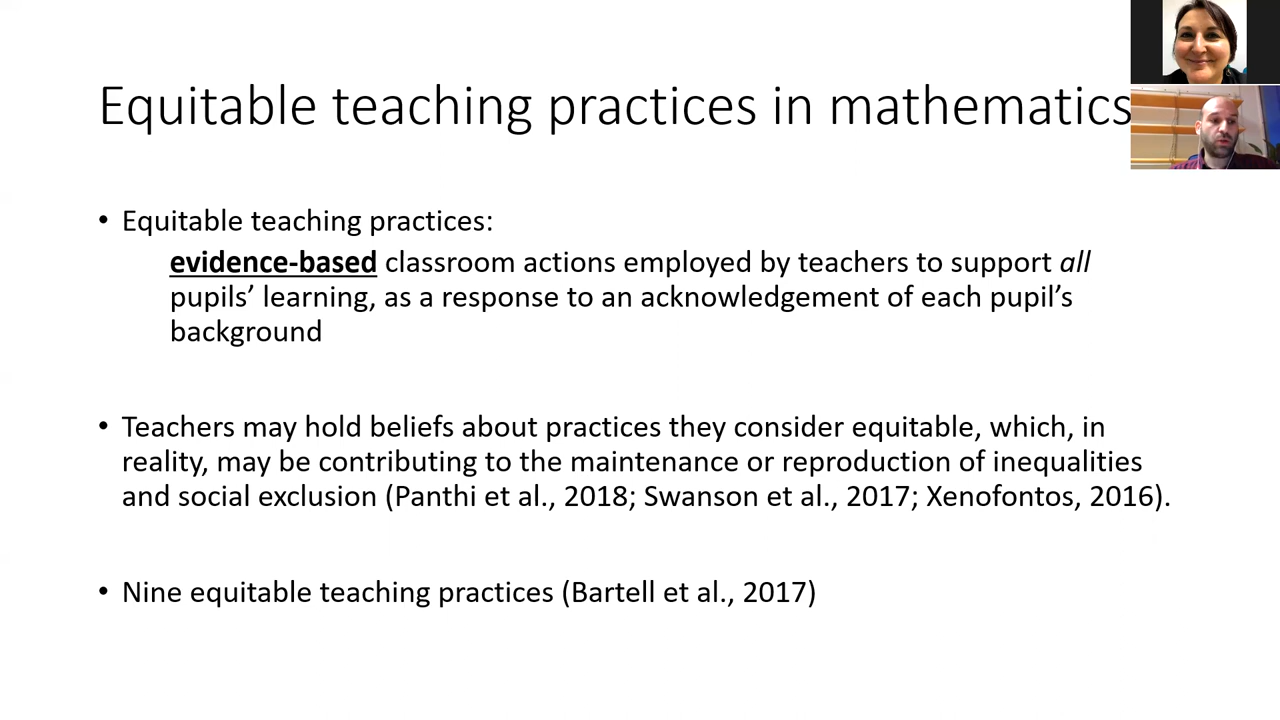 Equitable teaching practices in mathematics
• Equitable teaching practices:
evidence-based classroom actions employed by teachers to support all
pupils’ learning, as a response to an acknowledgement of each pupil’s
background
• Teachers may hold beliefs about practices they consider equitable, which, in
reality, may be contributing to the maintenance or reproduction of inequalities
and social exclusion (Panthi et al., 2018; Swanson et al., 2017; Xenofontos, 2016).
• Nine equitable teaching practices (Bartell et al., 2017)